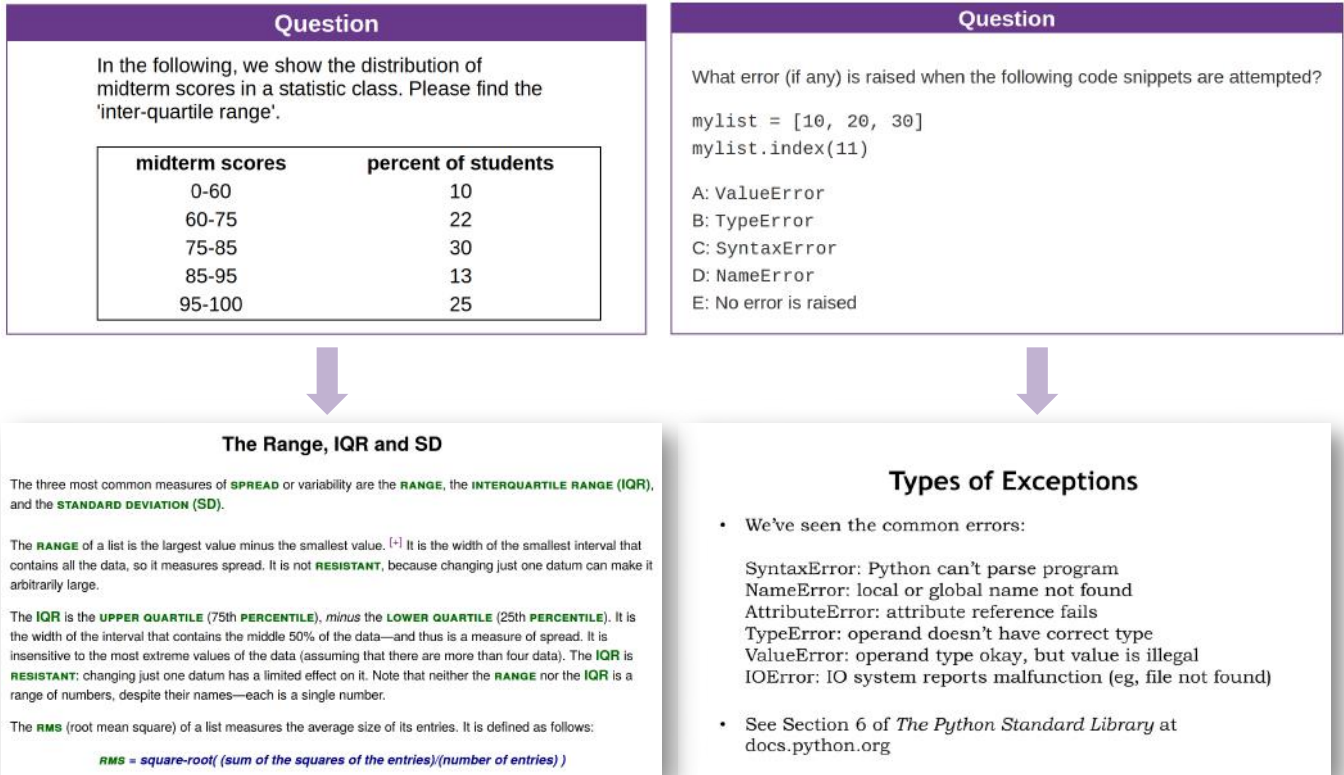 Question
In the following, we show the distribution of
midterm scores in a statistic class. Please find the
'inter-quartile range'.
midterm scores percent of students
0-60 10
60-75 22
75-85 30
85-95 13
95-100 25
Question
What error (if any) is raised when the following code snippets are attempted?
mylist = [10, 20, 30]
mylist.index(11)
A: ValueError
B: TypeError
C: SyntaxError
D: NameError
E: No error is raised
The Range, IQR and SD
The three most common measures of SPREAD or variability are the RANGE, the INTERQUARTILE RANGE (IQR),
and the STANDARD DEVIATION (SD).
The RANGE of a list is the largest value minus the smallest value. [+] It is the width of the smallest interval that
contains all the data, so it measures spread. It is not RESISTANT, because changing just one datum can make it
arbitrarily large.
The IQR is the UPPER QUARTILE (75th PERCENTILE), minus the LOWER QUARTILE (25th PERCENTILE). It is
the width of the interval that contains the middle 50% of the data—and thus is a measure of spread. It is
insensitive to the most extreme values of the data (assuming that there are more than four data). The IQR is
RESISTANT: changing just one datum has a limited effect on it. Note that neither the RANGE nor the IQR is a
range of numbers, despite their names—each is a single number.
The RMS (root mean square) of a list measures the average size of its entries. It is defined as follows:
RMS = square-root( (sum of the squares of the entries)/(number of entries) )
Types of Exceptions
• We've seen the common errors:
SyntaxError: Python can't parse program
NameError: local or global name not found
AttributeError: attribute reference fails
TypeError: operand doesn't have correct type
ValueError: operand type okay, but value is illegal
IOError: IO system reports malfunction (eg, file not found)
• See Section 6 of The Python Standard Library at
docs.python.org